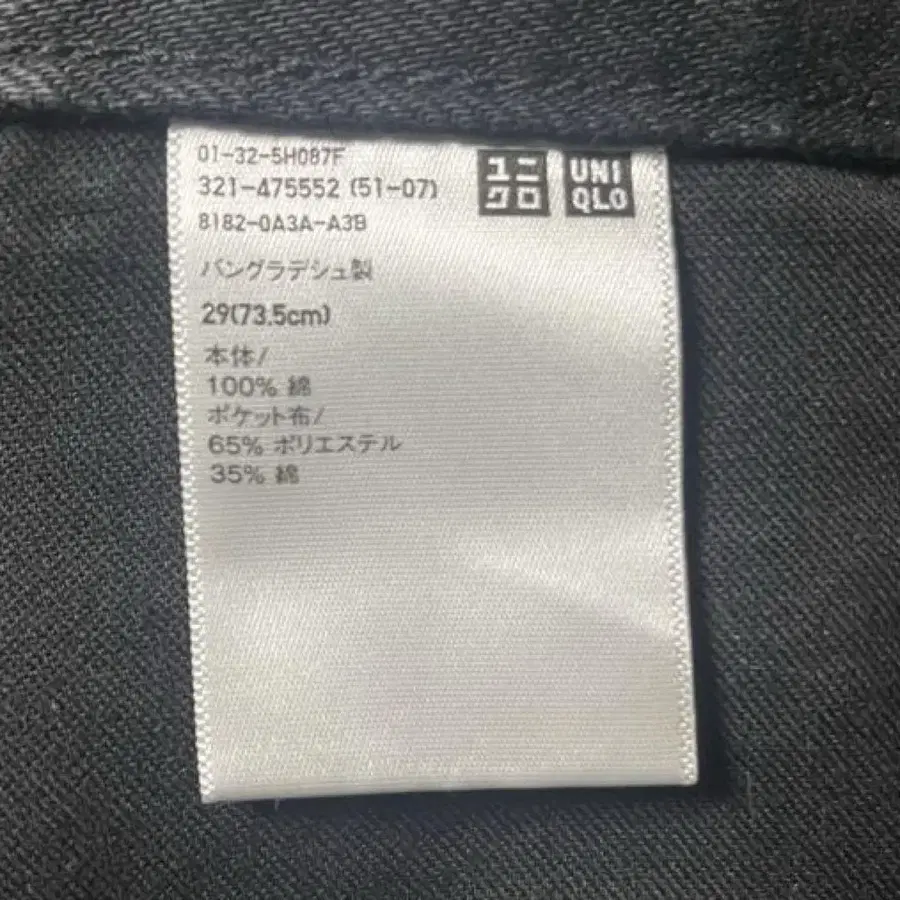 01-32-5H087F
321-475552 (51-07)
8182-0A3A-A3B
ユニ
クロ
UNI
QLO
バングラデシュ製
29(73.5cm)
本体/
100% 綿
ポケット布/
65% ポリエステル
35% 綿